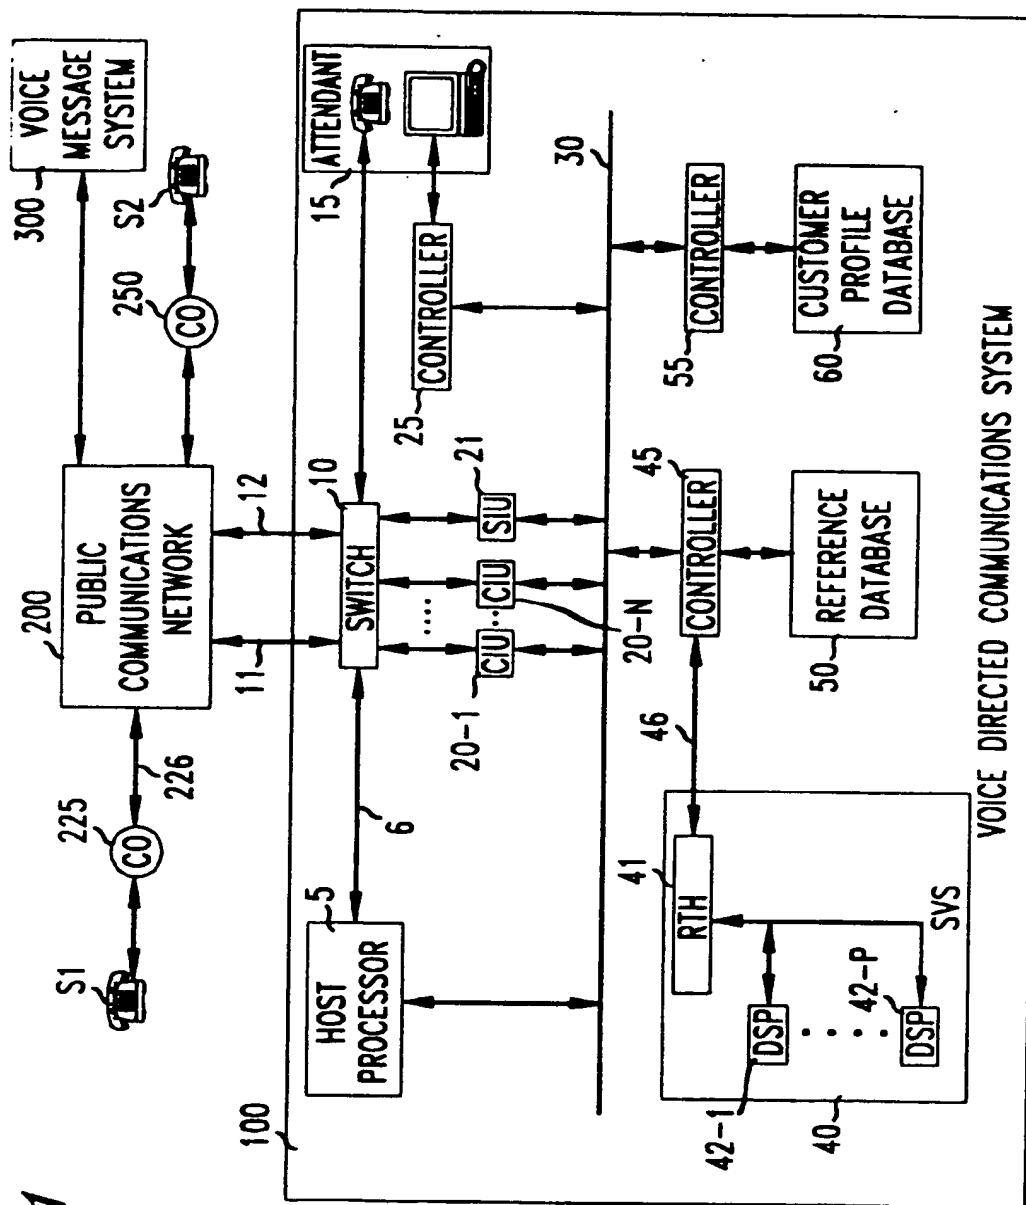 S1
225
CO
226
200
PUBLIC
COMMUNICATIONS
NETWORK
300
VOICE
MESSAGE
SYSTEM
250
CO
S2
11
12
100
5
HOST
PROCESSOR
6
10
SWITCH
15
ATTENDANT
20-1
CIU
.....
CIU
..
20-N
21
SIU
25
CONTROLLER
30
46
45
CONTROLLER
55
CONTROLLER
41
RTH
42-1
DSP
.....
42-P
DSP
SVS
40
50
REFERENCE
DATABASE
60
CUSTOMER
PROFILE
DATABASE
VOICE DIRECTED COMMUNICATIONS SYSTEM